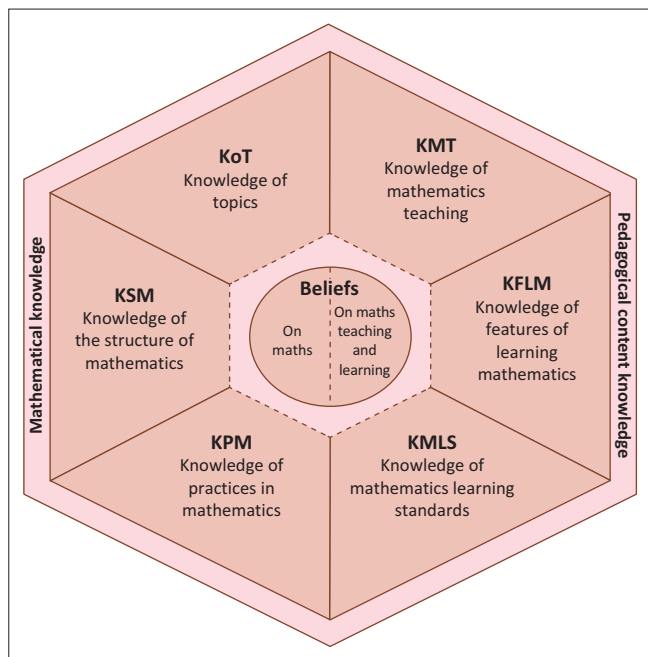 KoT
Knowledge of
topics
KMT
Knowledge of
mathematics
teaching
Mathematical knowledge
KSM
Knowledge of
the structure of
mathematics
Beliefs
On
maths
On maths
teaching
and
learning
KFLM
Knowledge of
features of
learning
mathematics
Pedagogical content knowledge
KPM
Knowledge of
practices in
mathematics
KMLS
Knowledge of
mathematics learning
standards